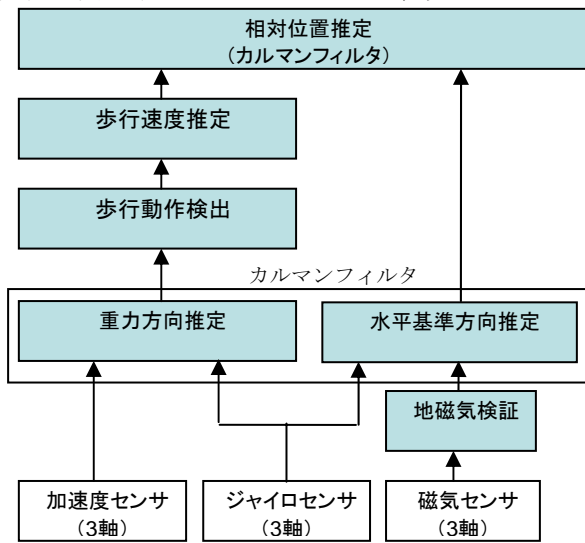 相対位置推定
(カルマンフィルタ)
歩行速度推定
歩行動作検出
カルマンフィルタ
重力方向推定
水平基準方向推定
地磁気検証
加速度センサ
(3軸)
ジャイロセンサ
(3軸)
磁気センサ
(3軸)